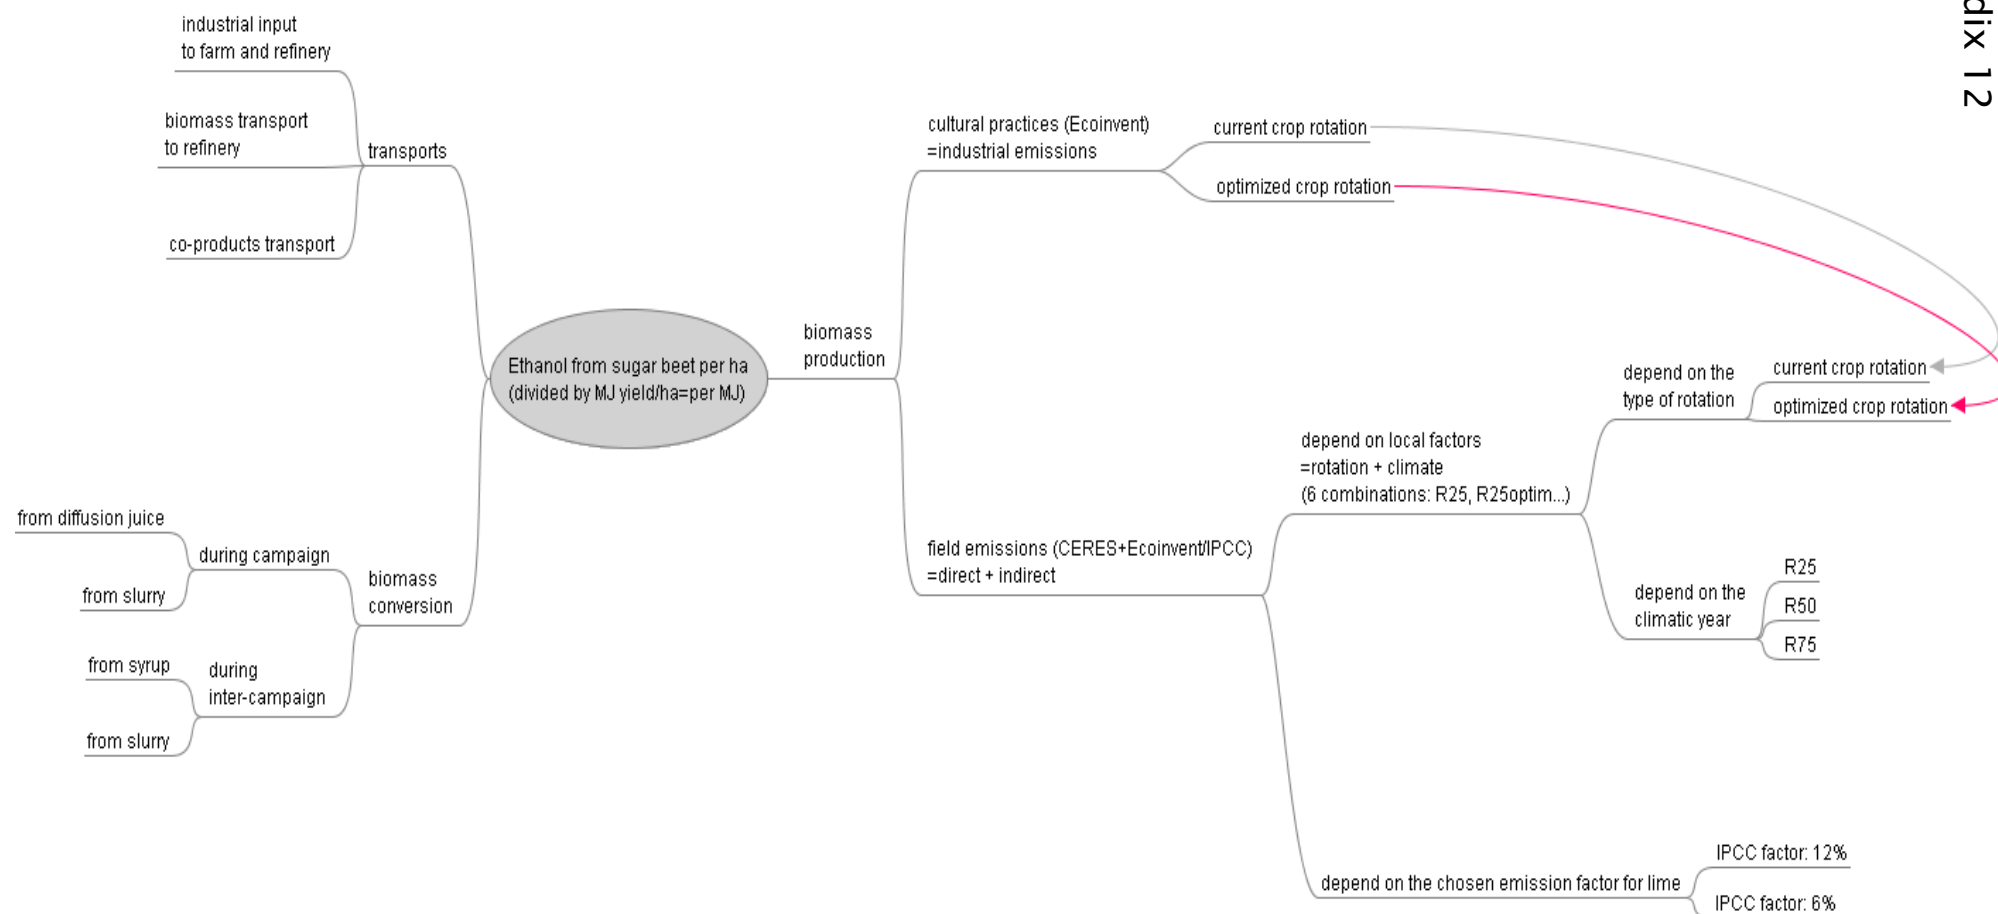 dix 12
industrial input
to farm and refinery
biomass transport
to refinery
transports
co-products transport
Ethanol from sugar beet per ha
(divided by MJ yield/ha=per MJ)
from diffusion juice
during campaign
from slurry
biomass
conversion
from syrup
during
inter-campaign
from slurry
biomass
production
cultural practices (Ecoinvent)
=industrial emissions
current crop rotation
optimized crop rotation
field emissions (CERES+Ecoinvent/IPCC)
=direct + indirect
depend on local factors
=rotation + climate
(6 combinations: R25, R25optim...)
depend on the
type of rotation
current crop rotation
optimized crop rotation
depend on the
climatic year
R25
R50
R75
depend on the chosen emission factor for lime
IPCC factor: 12%
IPCC factor: 6%